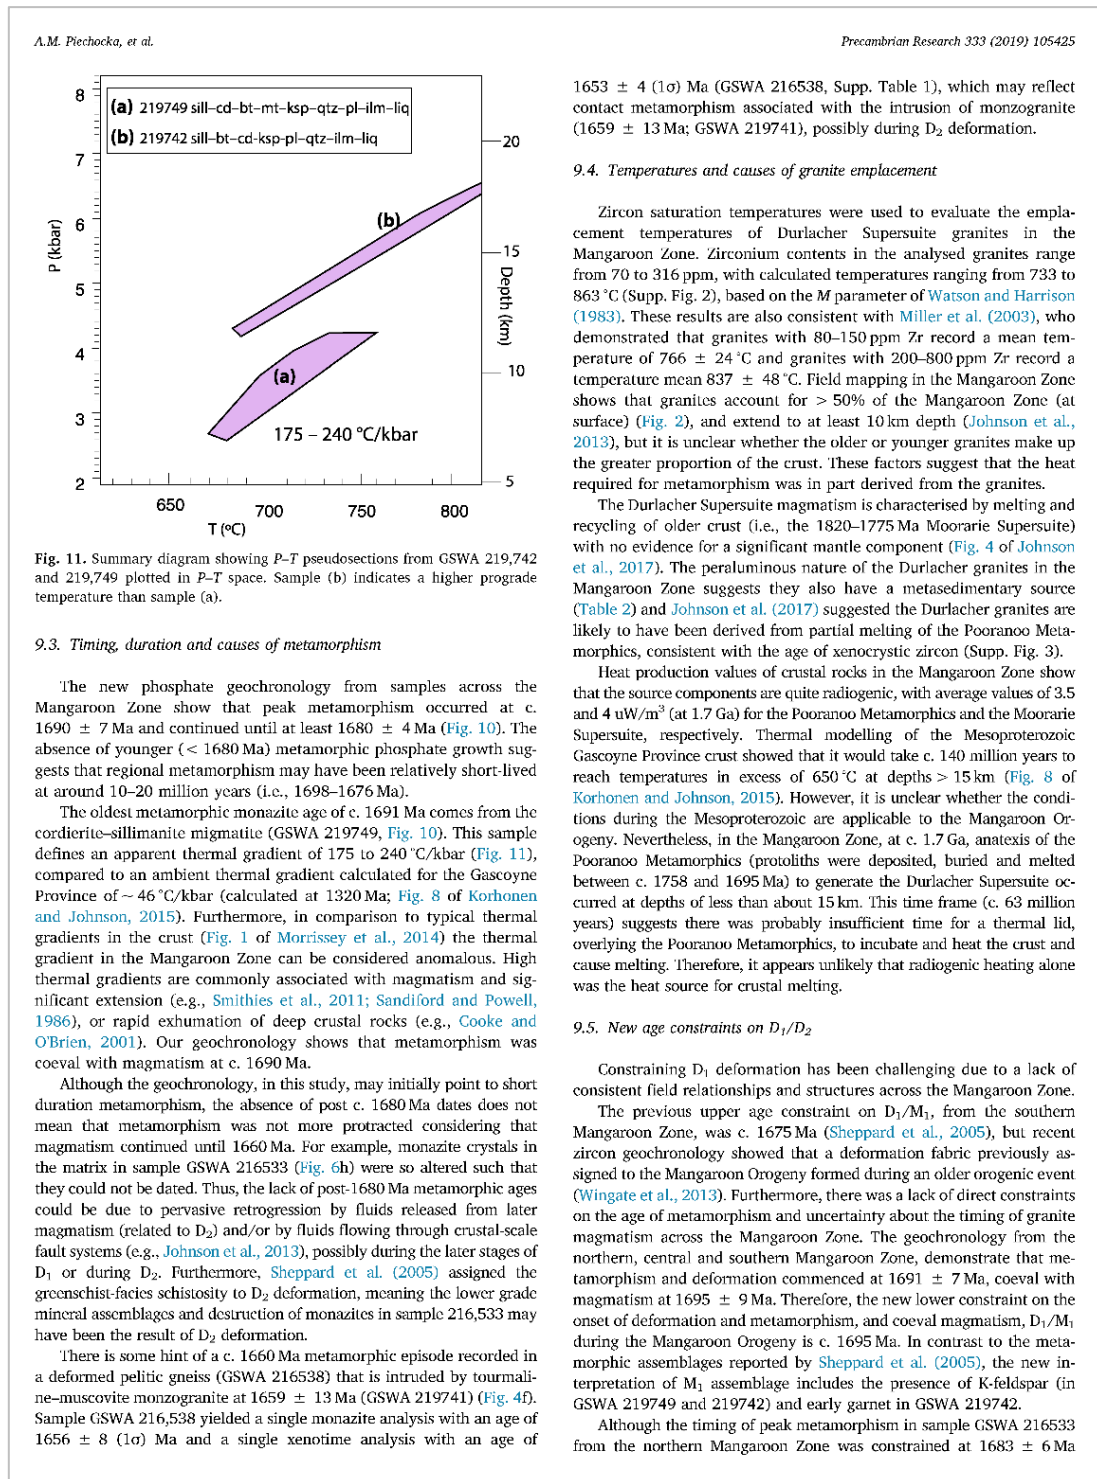 A.M. Piechocka, et al.
Precambrian Research 333 (2019) 105425
8
7
6
5
4
3
2
P (kbar)
(a) 219749 sill–cd–bt–mt–ksp–qtz–pl–ilm–liq
(b) 219742 sill–bt–cd-ksp-pl–qtz–ilm–liq
(b)
(a)
175 – 240 °C/kbar
20
15
10
5
Depth (km)
650
700
750
800
T (ºC)
Fig. 11. Summary diagram showing P–T pseudosections from GSWA 219,742
and 219,749 plotted in P–T space. Sample (b) indicates a higher prograde
temperature than sample (a).
9.3. Timing, duration and causes of metamorphism
The new phosphate geochronology from samples across the
Mangaroon Zone show that peak metamorphism occurred at c.
1690 ± 7 Ma and continued until at least 1680 ± 4 Ma (Fig. 10). The
absence of younger (< 1680 Ma) metamorphic phosphate growth sug-
gests that regional metamorphism may have been relatively short-lived
at around 10–20 million years (i.e., 1698–1676 Ma).
The oldest metamorphic monazite age of c. 1691 Ma comes from the
cordierite–sillimanite migmatite (GSWA 219749, Fig. 10). This sample
defines an apparent thermal gradient of 175 to 240 °C/kbar (Fig. 11),
compared to an ambient thermal gradient calculated for the Gascoyne
Province of ~ 46 °C/kbar (calculated at 1320 Ma; Fig. 8 of Korhonen
and Johnson, 2015). Furthermore, in comparison to typical thermal
gradients in the crust (Fig. 1 of Morrissey et al., 2014) the thermal
gradient in the Mangaroon Zone can be considered anomalous. High
thermal gradients are commonly associated with magmatism and sig-
nificant extension (e.g., Smithies et al., 2011; Sandiford and Powell,
1986), or rapid exhumation of deep crustal rocks (e.g., Cooke and
O'Brien, 2001). Our geochronology shows that metamorphism was
coeval with magmatism at c. 1690 Ma.
Although the geochronology, in this study, may initially point to short
duration metamorphism, the absence of post c. 1680 Ma dates does not
mean that metamorphism was not more protracted considering that
magmatism continued until 1660 Ma. For example, monazite crystals in
the matrix in sample GSWA 216533 (Fig. 6h) were so altered such that
they could not be dated. Thus, the lack of post-1680 Ma metamorphic ages
could be due to pervasive retrogression by fluids released from later
magmatism (related to D₂) and/or by fluids flowing through crustal-scale
fault systems (e.g., Johnson et al., 2013), possibly during the later stages of
D₁ or during D₂. Furthermore, Sheppard et al. (2005) assigned the
greenschist-facies schistosity to D₂ deformation, meaning the lower grade
mineral assemblages and destruction of monazites in sample 216,533 may
have been the result of D₂ deformation.
There is some hint of a c. 1660 Ma metamorphic episode recorded in
a deformed pelitic gneiss (GSWA 216538) that is intruded by tourmali-
ne–muscovite monzogranite at 1659 ± 13 Ma (GSWA 219741) (Fig. 4f).
Sample GSWA 216,538 yielded a single monazite analysis with an age of
1656 ± 8 (1σ) Ma and a single xenotime analysis with an age of
1653 ± 4 (1σ) Ma (GSWA 216538, Supp. Table 1), which may reflect
contact metamorphism associated with the intrusion of monzogranite
(1659 ± 13 Ma; GSWA 219741), possibly during D₂ deformation.
9.4. Temperatures and causes of granite emplacement
Zircon saturation temperatures were used to evaluate the empla-
cement temperatures of Durlacher Supersuite granites in the
Mangaroon Zone. Zirconium contents in the analysed granites range
from 70 to 316 ppm, with calculated temperatures ranging from 733 to
863 °C (Supp. Fig. 2), based on the M parameter of Watson and Harrison
(1983). These results are also consistent with Miller et al. (2003), who
demonstrated that granites with 80–150 ppm Zr record a mean tem-
perature of 766 ± 24 °C and granites with 200–800 ppm Zr record a
temperature mean 837 ± 48 °C. Field mapping in the Mangaroon Zone
shows that granites account for > 50% of the Mangaroon Zone (at
surface) (Fig. 2), and extend to at least 10 km depth (Johnson et al.,
2013), but it is unclear whether the older or younger granites make up
the greater proportion of the crust. These factors suggest that the heat
required for metamorphism was in part derived from the granites.
The Durlacher Supersuite magmatism is characterised by melting and
recycling of older crust (i.e., the 1820–1775 Ma Moorarie Supersuite)
with no evidence for a significant mantle component (Fig. 4 of Johnson
et al., 2017). The peraluminous nature of the Durlacher granites in the
Mangaroon Zone suggests they also have a metasedimentary source
(Table 2) and Johnson et al. (2017) suggested the Durlacher granites are
likely to have been derived from partial melting of the Pooranoo Meta-
morphics, consistent with the age of xenocrystic zircon (Supp. Fig. 3).
Heat production values of crustal rocks in the Mangaroon Zone show
that the source components are quite radiogenic, with average values of 3.5
and 4 uW/m³ (at 1.7 Ga) for the Pooranoo Metamorphics and the Moorarie
Supersuite, respectively. Thermal modelling of the Mesoproterozoic
Gascoyne Province crust showed that it would take c. 140 million years to
reach temperatures in excess of 650 °C at depths > 15 km (Fig. 8 of
Korhonen and Johnson, 2015). However, it is unclear whether the condi-
tions during the Mesoproterozoic are applicable to the Mangaroon Or-
ogeny. Nevertheless, in the Mangaroon Zone, at c. 1.7 Ga, anatexis of the
Pooranoo Metamorphics (protoliths were deposited, buried and melted
between c. 1758 and 1695 Ma) to generate the Durlacher Supersuite oc-
curred at depths of less than about 15 km. This time frame (c. 63 million
years) suggests there was probably insufficient time for a thermal lid,
overlying the Pooranoo Metamorphics, to incubate and heat the crust and
cause melting. Therefore, it appears unlikely that radiogenic heating alone
was the heat source for crustal melting.
9.5. New age constraints on D₁/D₂
Constraining D₁ deformation has been challenging due to a lack of
consistent field relationships and structures across the Mangaroon Zone.
The previous upper age constraint on D₁/M₁, from the southern
Mangaroon Zone, was c. 1675 Ma (Sheppard et al., 2005), but recent
zircon geochronology showed that a deformation fabric previously as-
signed to the Mangaroon Orogeny formed during an older orogenic event
(Wingate et al., 2013). Furthermore, there was a lack of direct constraints
on the age of metamorphism and uncertainty about the timing of granite
magmatism across the Mangaroon Zone. The geochronology from the
northern, central and southern Mangaroon Zone, demonstrate that me-
tamorphism and deformation commenced at 1691 ± 7 Ma, coeval with
magmatism at 1695 ± 9 Ma. Therefore, the new lower constraint on the
onset of deformation and metamorphism, and coeval magmatism, D₁/M₁
during the Mangaroon Orogeny is c. 1695 Ma. In contrast to the meta-
morphic assemblages reported by Sheppard et al. (2005), the new in-
terpretation of M₁ assemblage includes the presence of K-feldspar (in
GSWA 219749 and 219742) and early garnet in GSWA 219742.
Although the timing of peak metamorphism in sample GSWA 216533
from the northern Mangaroon Zone was constrained at 1683 ± 6 Ma